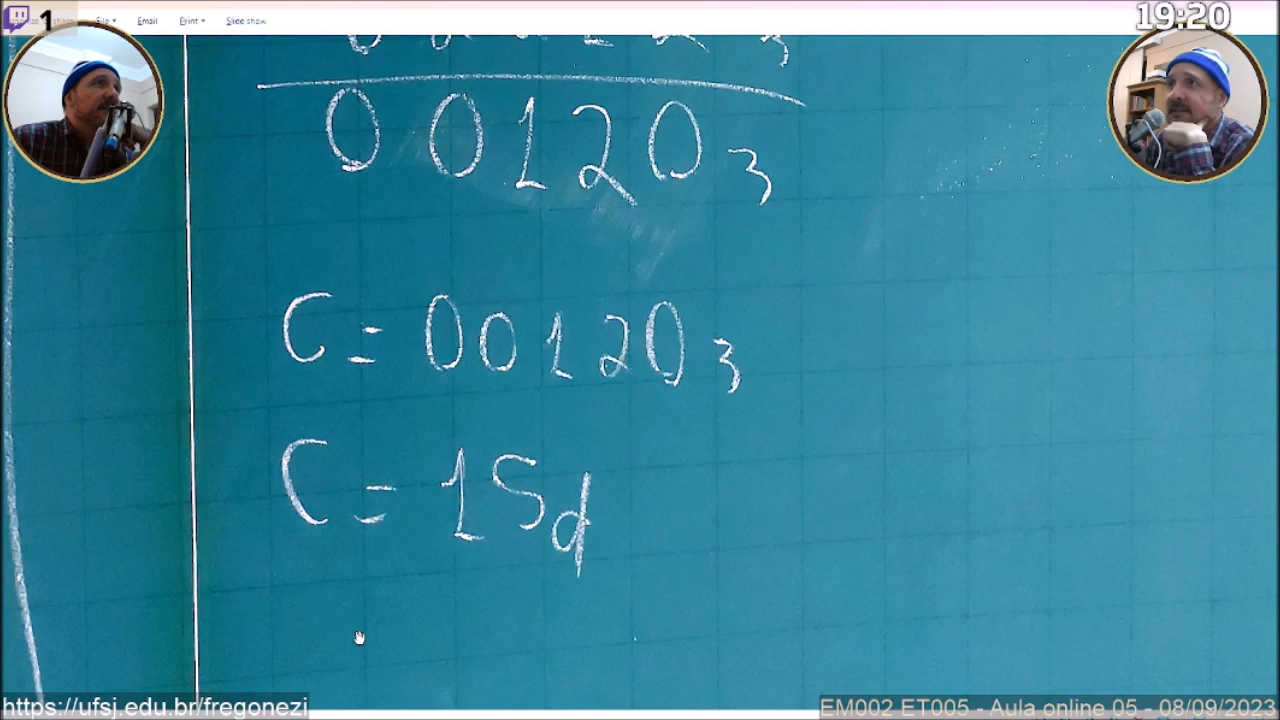 1
File Email Print Slide show
19:20
0 0 1 2 0 3
C = 0 0 1 2 0 3
C = 15d
https://ufsj.edu.br/fregonezi
EM002 ET005 - Aula online 05 - 08/09/2023